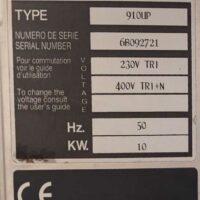 TYPE 910UP
NUMERO DE SERIE
SERIAL NUMBER 6B092721
Pour commutation
voir le guide
d'utilisation
VOLTAGE
230V TRI
400V TRI+N
To change the
voltage consult
the user's guide
Hz. 50
KW. 10
CE